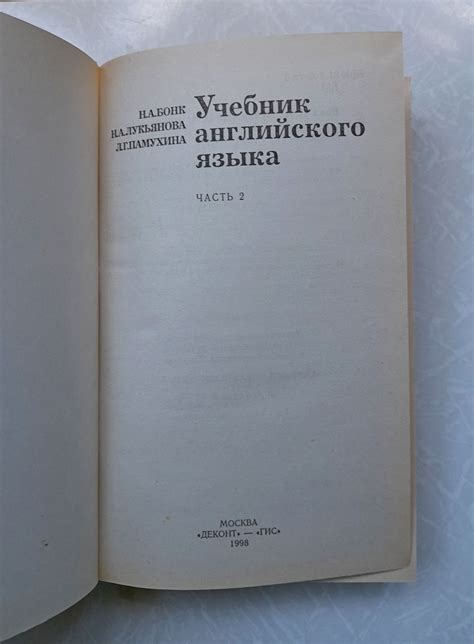 Н.А.БОНК
Н.А.ЛУКЬЯНОВА
Л.Г.ПАМУХИНА
Учебник
английского
языка
ЧАСТЬ 2
МОСКВА
«ДЕКОНТ» — «ГИС»
1998